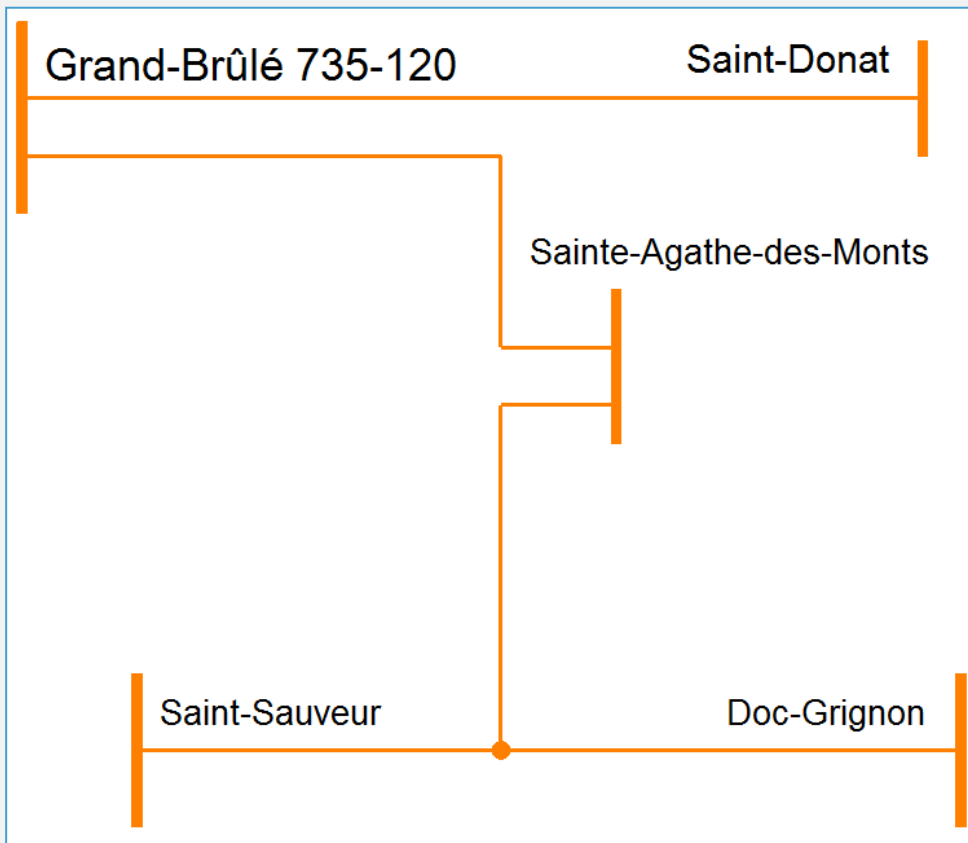 Grand-Brûlé 735-120
Saint-Donat
Sainte-Agathe-des-Monts
Saint-Sauveur
Doc-Grignon